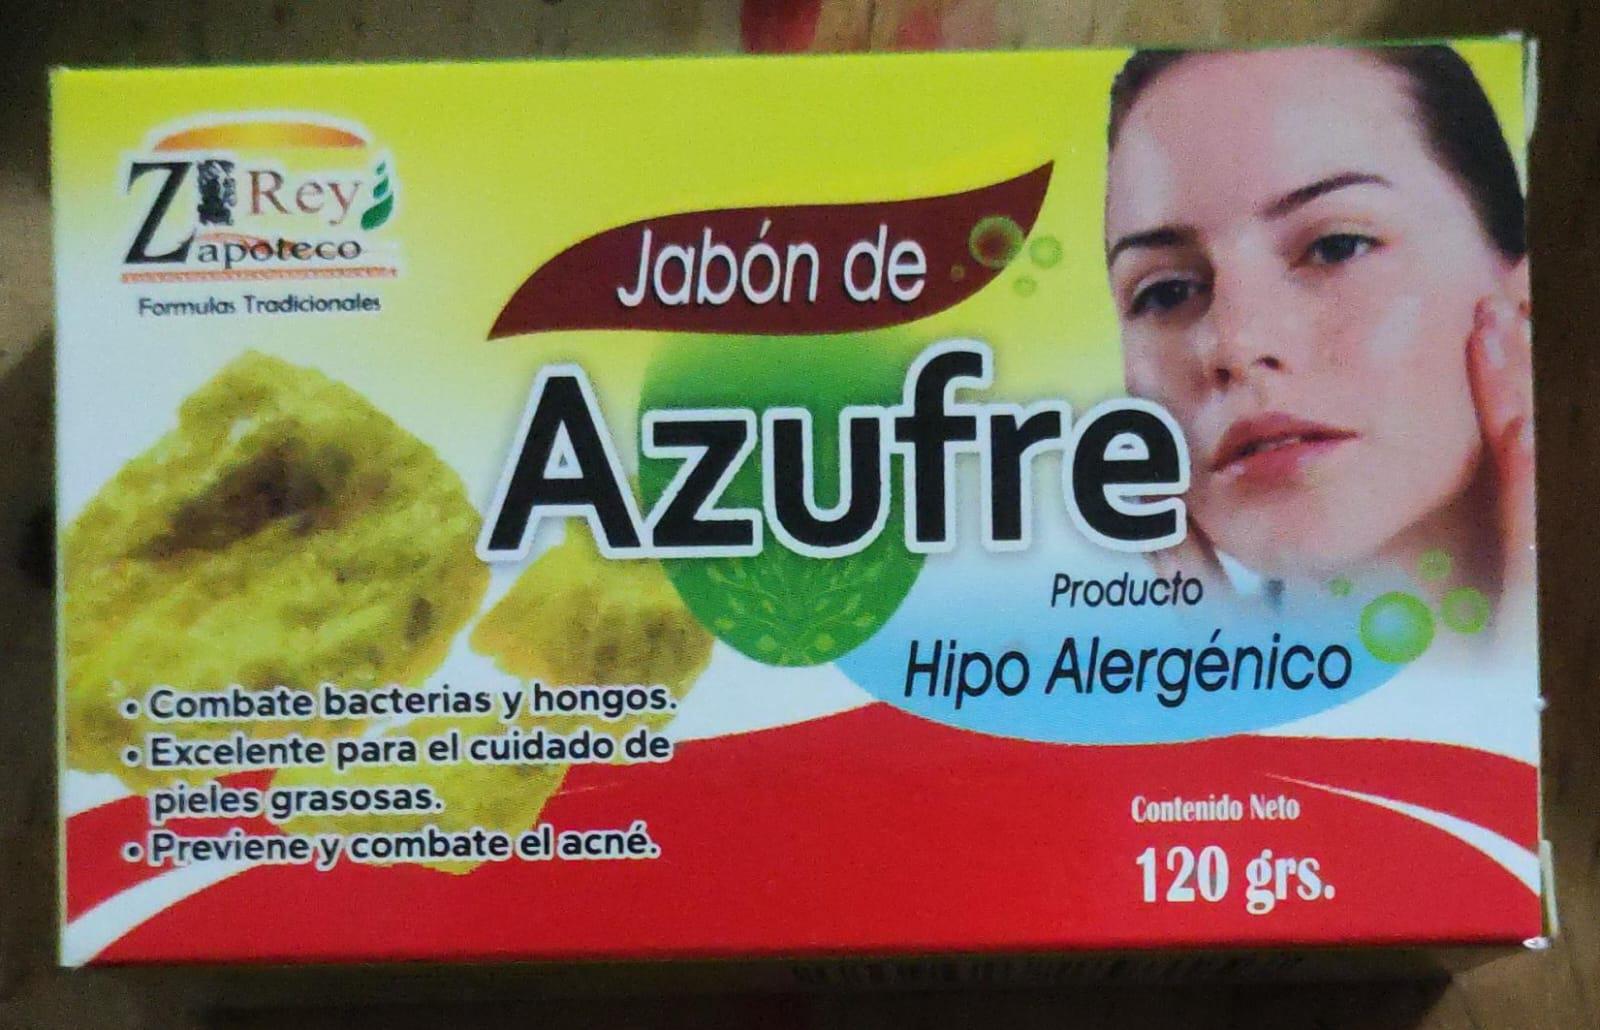 Z Rey
Zapoteco
Formulas Tradicionales
Jabón de
Azufre
Producto
Hipo Alergénico
• Combate bacterias y hongos.
• Excelente para el cuidado de
pieles grasosas.
• Previene y combate el acné.
Contenido Neto
120 grs.